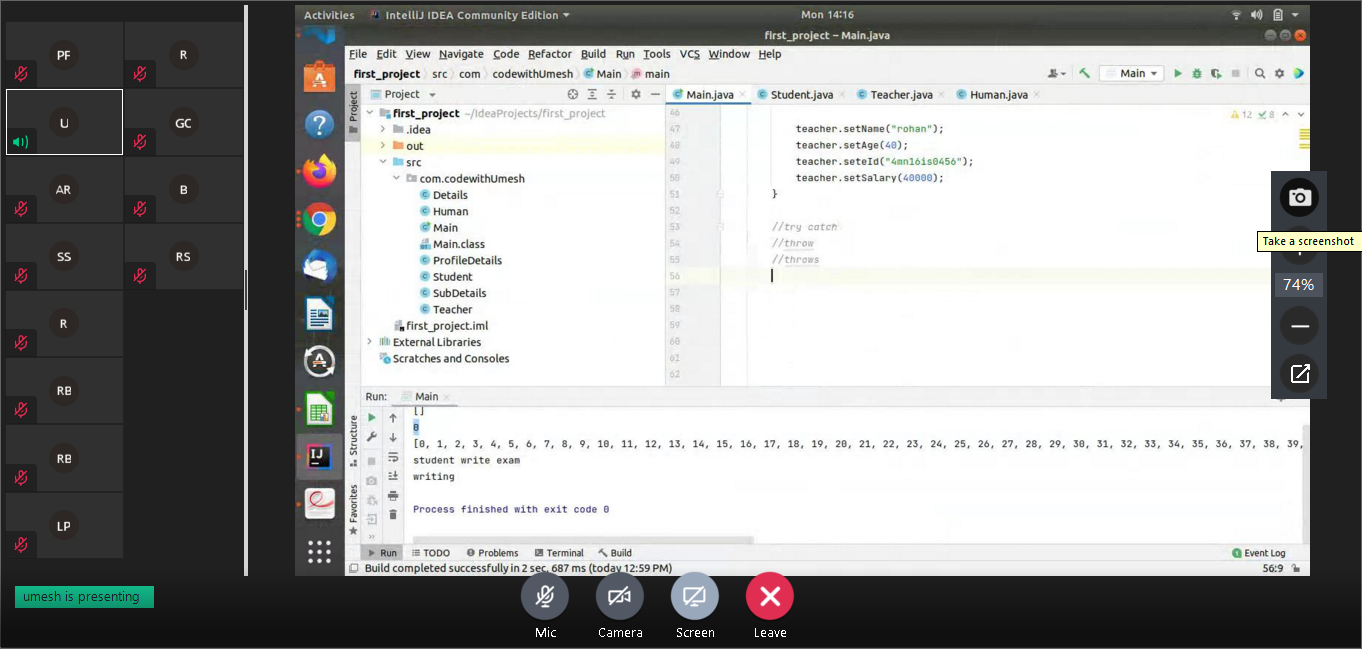 PF
R
U
GC
AR
B
SS
RS
R
RB
RB
LP
umesh is presenting
Activities
IntelliJ IDEA Community Edition
Mon 14:16
first_project – Main.java
File Edit View Navigate Code Refactor Build Run Tools VCS Window Help
first_project src com codewithUmesh Main main
Main
Project
Project
Main.java Student.java Teacher.java Human.java
first_project ~/IdeaProjects/first_project
.idea
out
src
com.codewithUmesh
Details
Human
Main
Main.class
ProfileDetails
Student
SubDetails
Teacher
first_project.iml
External Libraries
Scratches and Consoles
12 8
46
47 teacher.setName("rohan");
48 teacher.setAge(40);
49 teacher.seteId("4mn16is0456");
50 teacher.setSalary(40000);
51 }
52
53 //try catch
54 //throw
55 //throws
56
57
58
59
60
61
62
Run: Main
Structure
Favorites
[]
0
[0, 1, 2, 3, 4, 5, 6, 7, 8, 9, 10, 11, 12, 13, 14, 15, 16, 17, 18, 19, 20, 21, 22, 23, 24, 25, 26, 27, 28, 29, 30, 31, 32, 33, 34, 35, 36, 37, 38, 39,
student write exam
writing
Process finished with exit code 0
Run TODO Problems Terminal Build
1 Event Log
Build completed successfully in 2 sec, 687 ms (today 12:59 PM)
56:9
Take a screenshot
74%
Mic
Camera
Screen
Leave